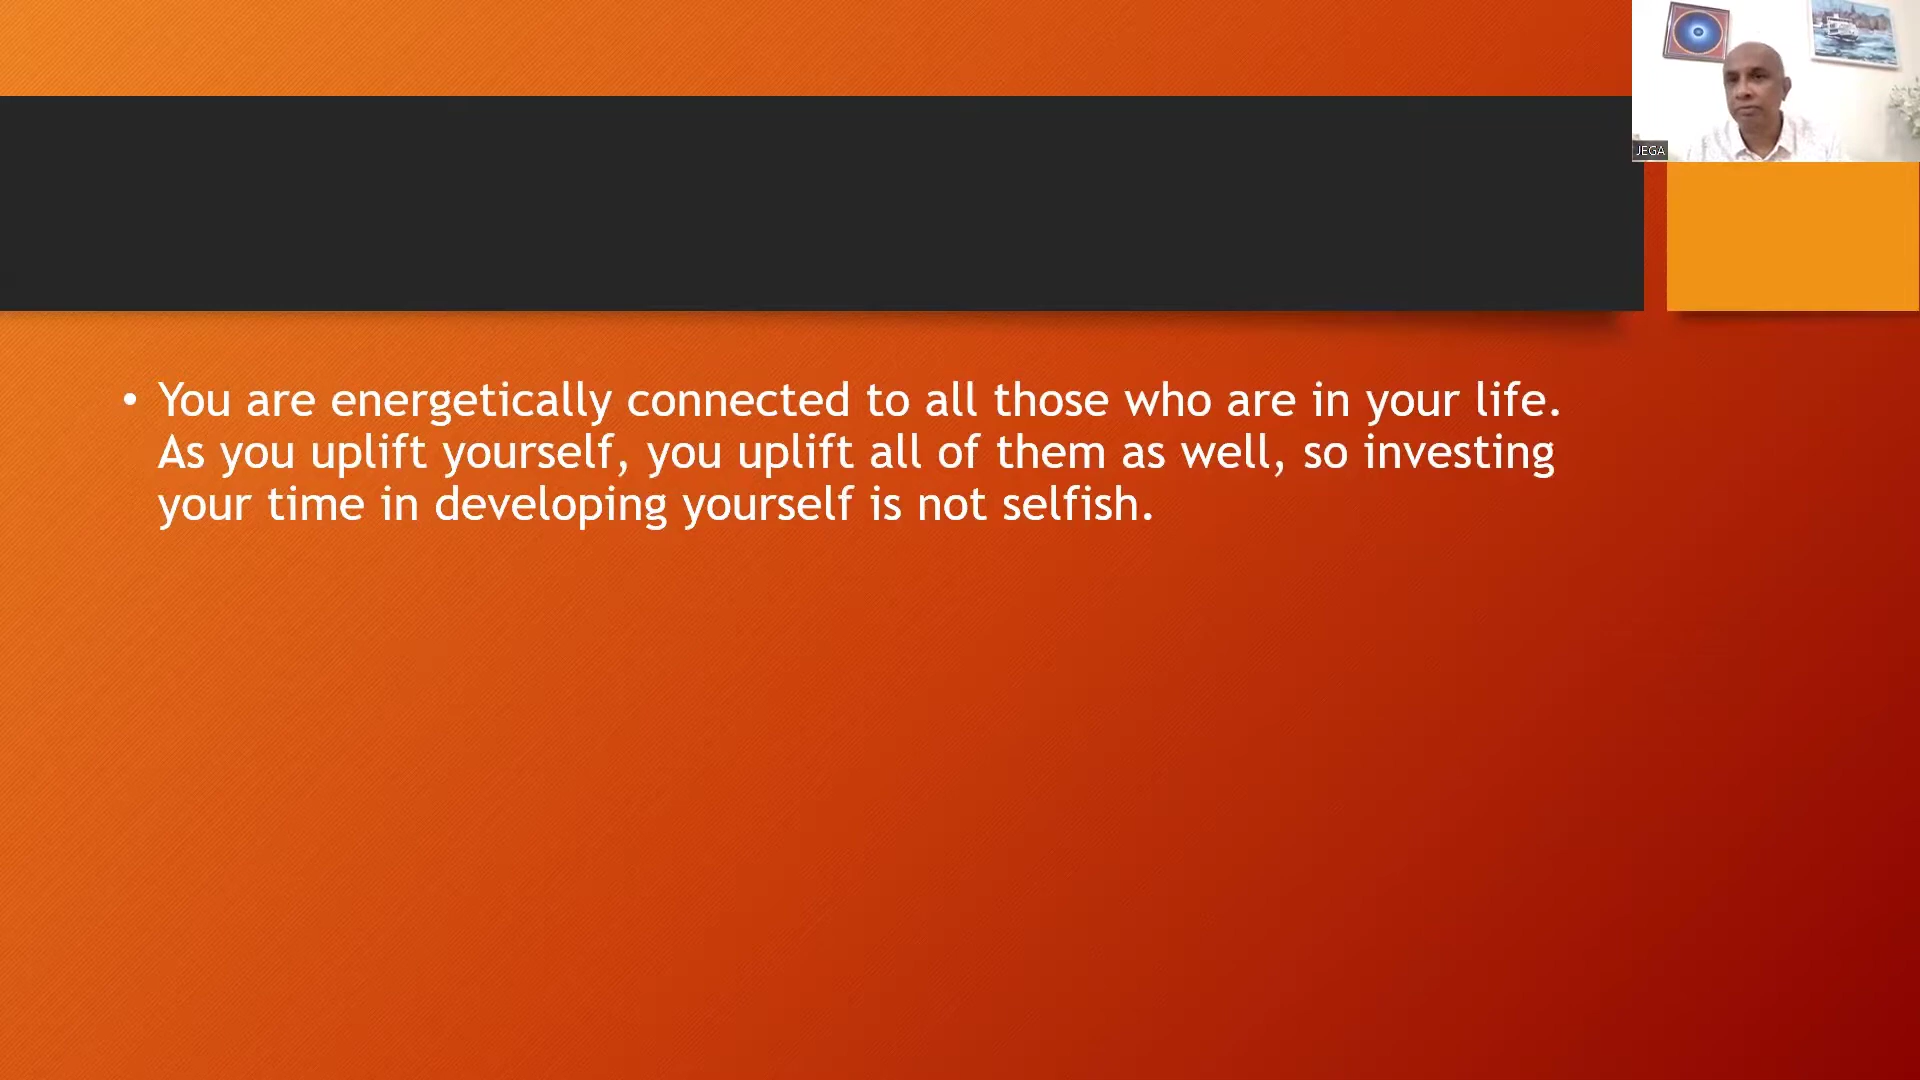 JEGA
• You are energetically connected to all those who are in your life.
As you uplift yourself, you uplift all of them as well, so investing
your time in developing yourself is not selfish.